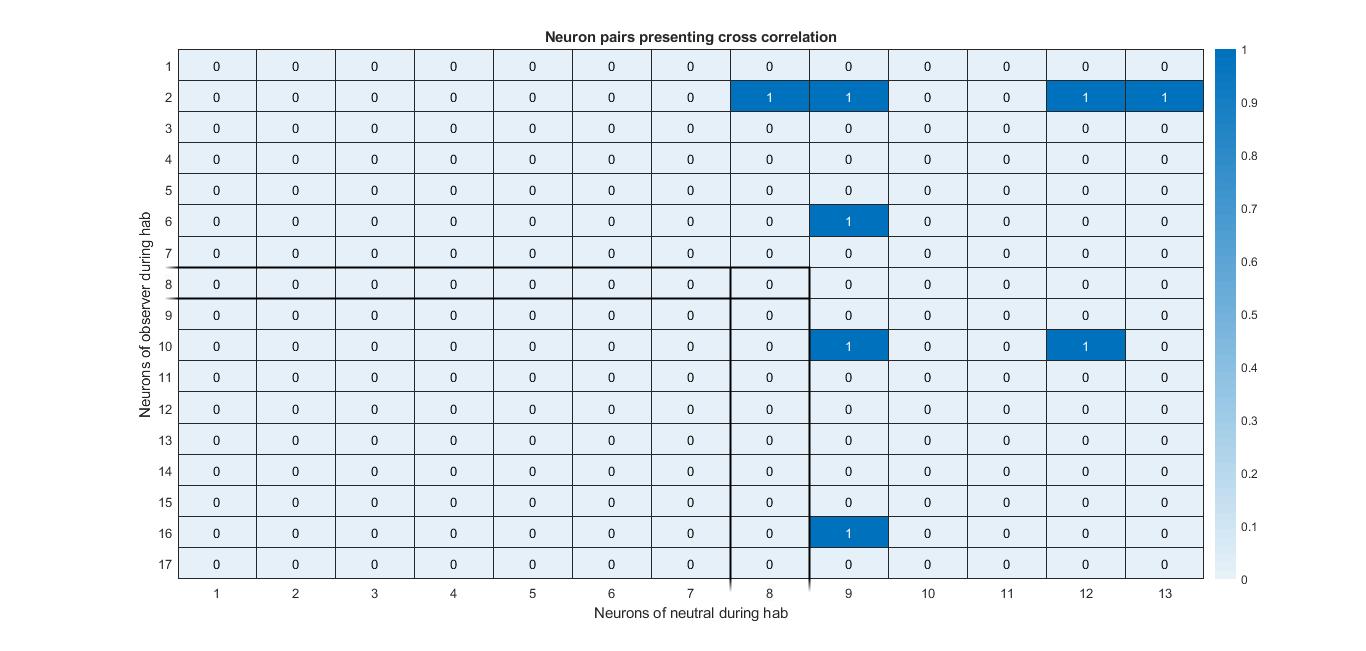 Neuron pairs presenting cross correlation
1 0 0 0 0 0 0 0 0 0 0 0 0 0
2 0 0 0 0 0 0 0 1 1 0 0 1 1
3 0 0 0 0 0 0 0 0 0 0 0 0 0
4 0 0 0 0 0 0 0 0 0 0 0 0 0
5 0 0 0 0 0 0 0 0 0 0 0 0 0
6 0 0 0 0 0 0 0 0 1 0 0 0 0
7 0 0 0 0 0 0 0 0 0 0 0 0 0
8 0 0 0 0 0 0 0 0 0 0 0 0 0
9 0 0 0 0 0 0 0 0 0 0 0 0 0
10 0 0 0 0 0 0 0 0 1 0 0 1 0
11 0 0 0 0 0 0 0 0 0 0 0 0 0
12 0 0 0 0 0 0 0 0 0 0 0 0 0
13 0 0 0 0 0 0 0 0 0 0 0 0 0
14 0 0 0 0 0 0 0 0 0 0 0 0 0
15 0 0 0 0 0 0 0 0 0 0 0 0 0
16 0 0 0 0 0 0 0 0 1 0 0 0 0
17 0 0 0 0 0 0 0 0 0 0 0 0 0
1 2 3 4 5 6 7 8 9 10 11 12 13
Neurons of neutral during hab
Neurons of observer during hab
1
0.9
0.8
0.7
0.6
0.5
0.4
0.3
0.2
0.1
0